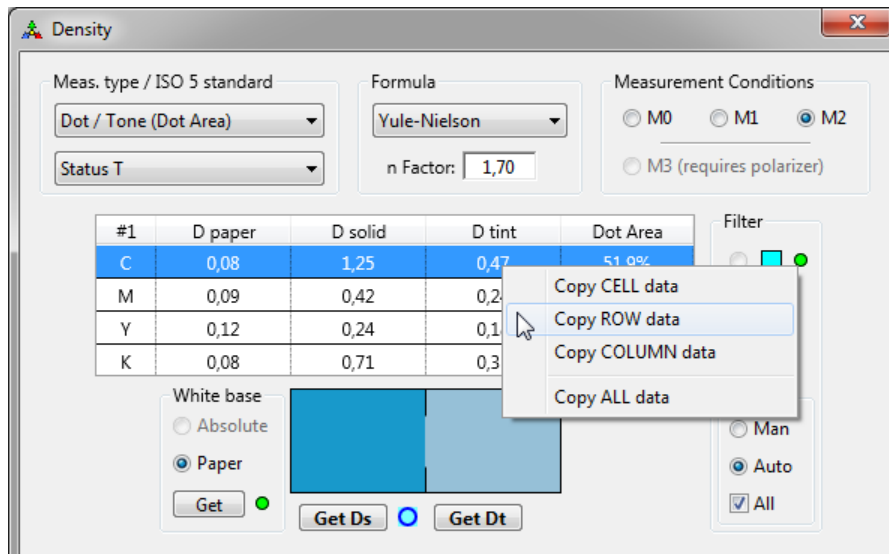 Density
Meas. type / ISO 5 standard
Dot / Tone (Dot Area)
Status T
Formula
Yule-Nielson
n Factor: 1,70
Measurement Conditions
M0 M1 M2
M3 (requires polarizer)
#1 D paper D solid D tint Dot Area
C 0,08 1,25 0,47 51,9%
M 0,09 0,42
Y 0,12 0,24
K 0,08 0,71
Filter
Copy CELL data
Copy ROW data
Copy COLUMN data
Copy ALL data
White base
Absolute
Paper
Get
Get Ds Get Dt
Man
Auto
All